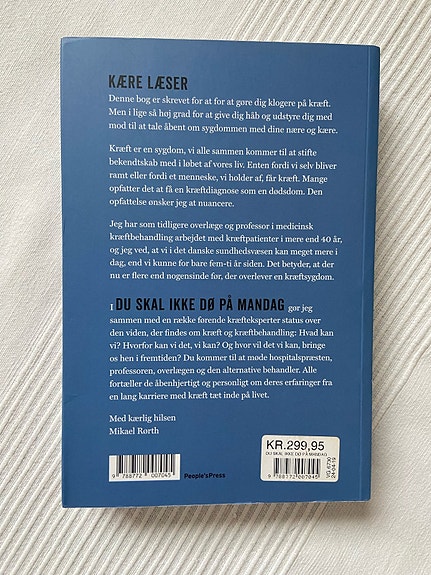 KÆRE LÆSER
Denne bog er skrevet for at for at gøre dig klogere på kræft.
Men i lige så høj grad for at give dig håb og udstyre dig med
mod til at tale åbent om sygdommen med dine nære og kære.
Kræft er en sygdom, vi alle sammen kommer til at stifte
bekendtskab med i løbet af vores liv. Enten fordi vi selv bliver
ramt eller fordi et menneske, vi holder af, får kræft. Mange
opfatter det at få en kræftdiagnose som en dødsdom. Den
opfattelse ønsker jeg at nuancere.
Jeg har som tidligere overlæge og professor i medicinsk
kræftbehandling arbejdet med kræftpatienter i mere end 40 år,
og jeg ved, at vi i det danske sundhedsvæsen kan meget mere i
dag, end vi kunne for bare fem-ti år siden. Det betyder, at der
nu er flere end nogensinde før, der overlever en kræftsygdom.
I DU SKAL IKKE DØ PÅ MANDAG gør jeg
sammen med en række førende kræfteksperter status over
den viden, der findes om kræft og kræftbehandling: Hvad kan
vi? Hvorfor kan vi det, vi kan? Og hvor vil det vi kan, bringe
os hen i fremtiden? Du kommer til at møde hospitalspræsten,
professoren, overlægen og den alternative behandler. Alle
fortæller de åbenhjertigt og personligt om deres erfaringer fra
en lang karriere med kræft tæt inde på livet.
Med kærlig hilsen
Mikael Rørth
KR.299,95
DU SKAL IKKE DØ PÅ MANDAG
9 788772 007045
VG 6730
24-04-19
9 788772 007045
People'sPress